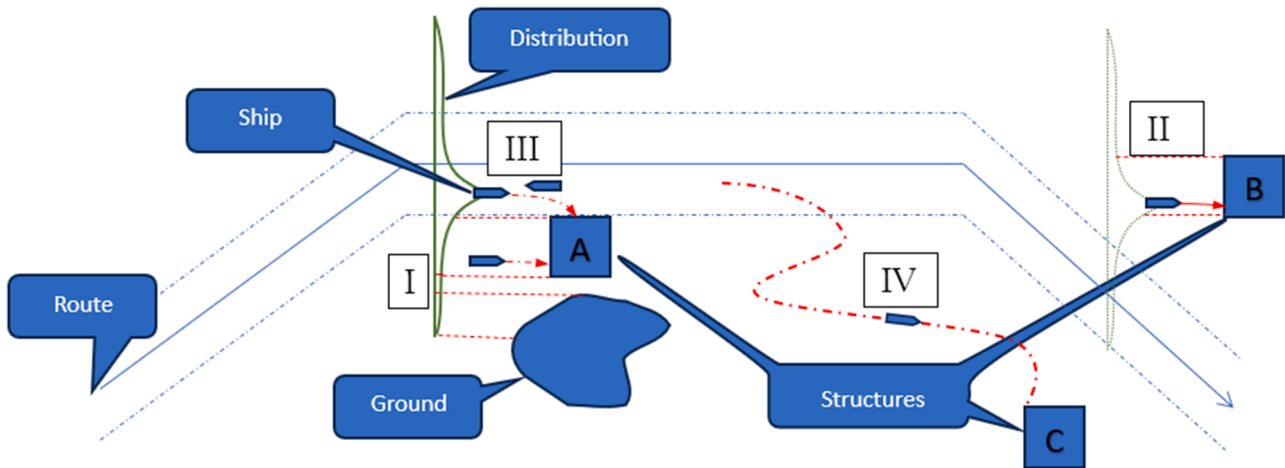 Distribution
Ship
III
II
B
A
I
IV
Route
Ground
Structures
C